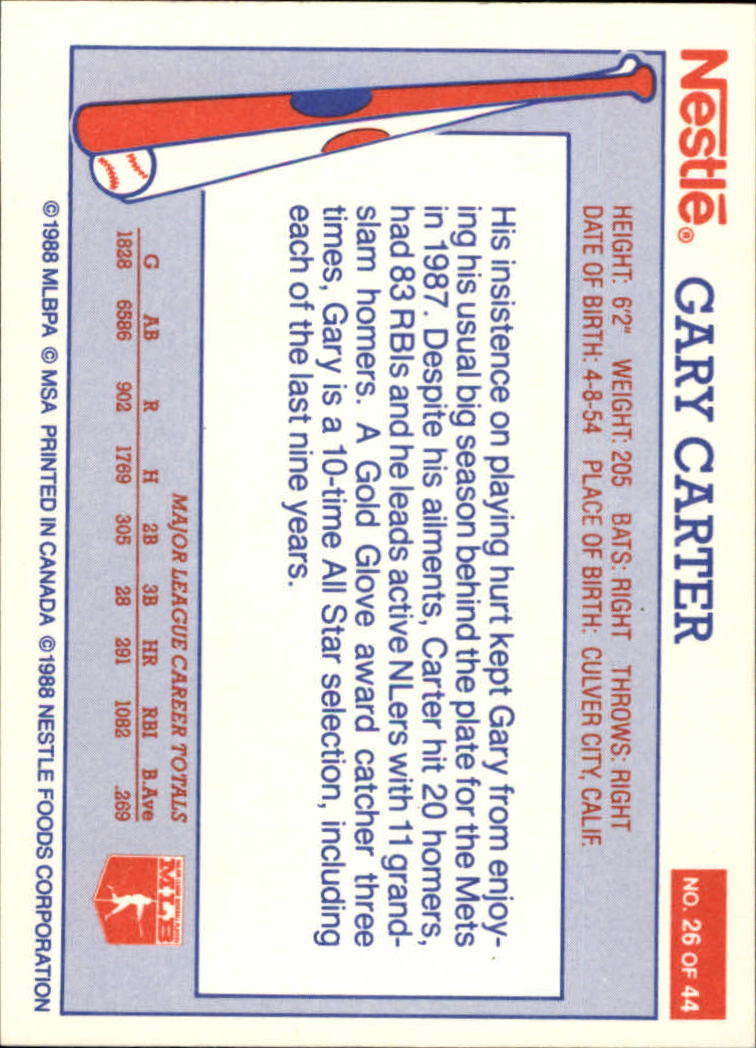 Nestlé® GARY CARTER
NO. 26 OF 44
HEIGHT: 6'2" WEIGHT: 205 BATS: RIGHT THROWS: RIGHT
DATE OF BIRTH: 4-8-54 PLACE OF BIRTH: CULVER CITY, CALIF.
His insistence on playing hurt kept Gary from enjoy-
ing his usual big season behind the plate for the Mets
in 1987. Despite his ailments, Carter hit 20 homers,
had 83 RBIs and he leads active NLers with 11 grand-
slam homers. A Gold Glove award catcher three
times, Gary is a 10-time All Star selection, including
each of the last nine years.
MAJOR LEAGUE CAREER TOTALS
G AB R H 2B 3B HR RBI B.Ave
1828 6586 902 1769 305 28 291 1082 .269
MLB
©1988 MLBPA © MSA PRINTED IN CANADA ©1988 NESTLE FOODS CORPORATION